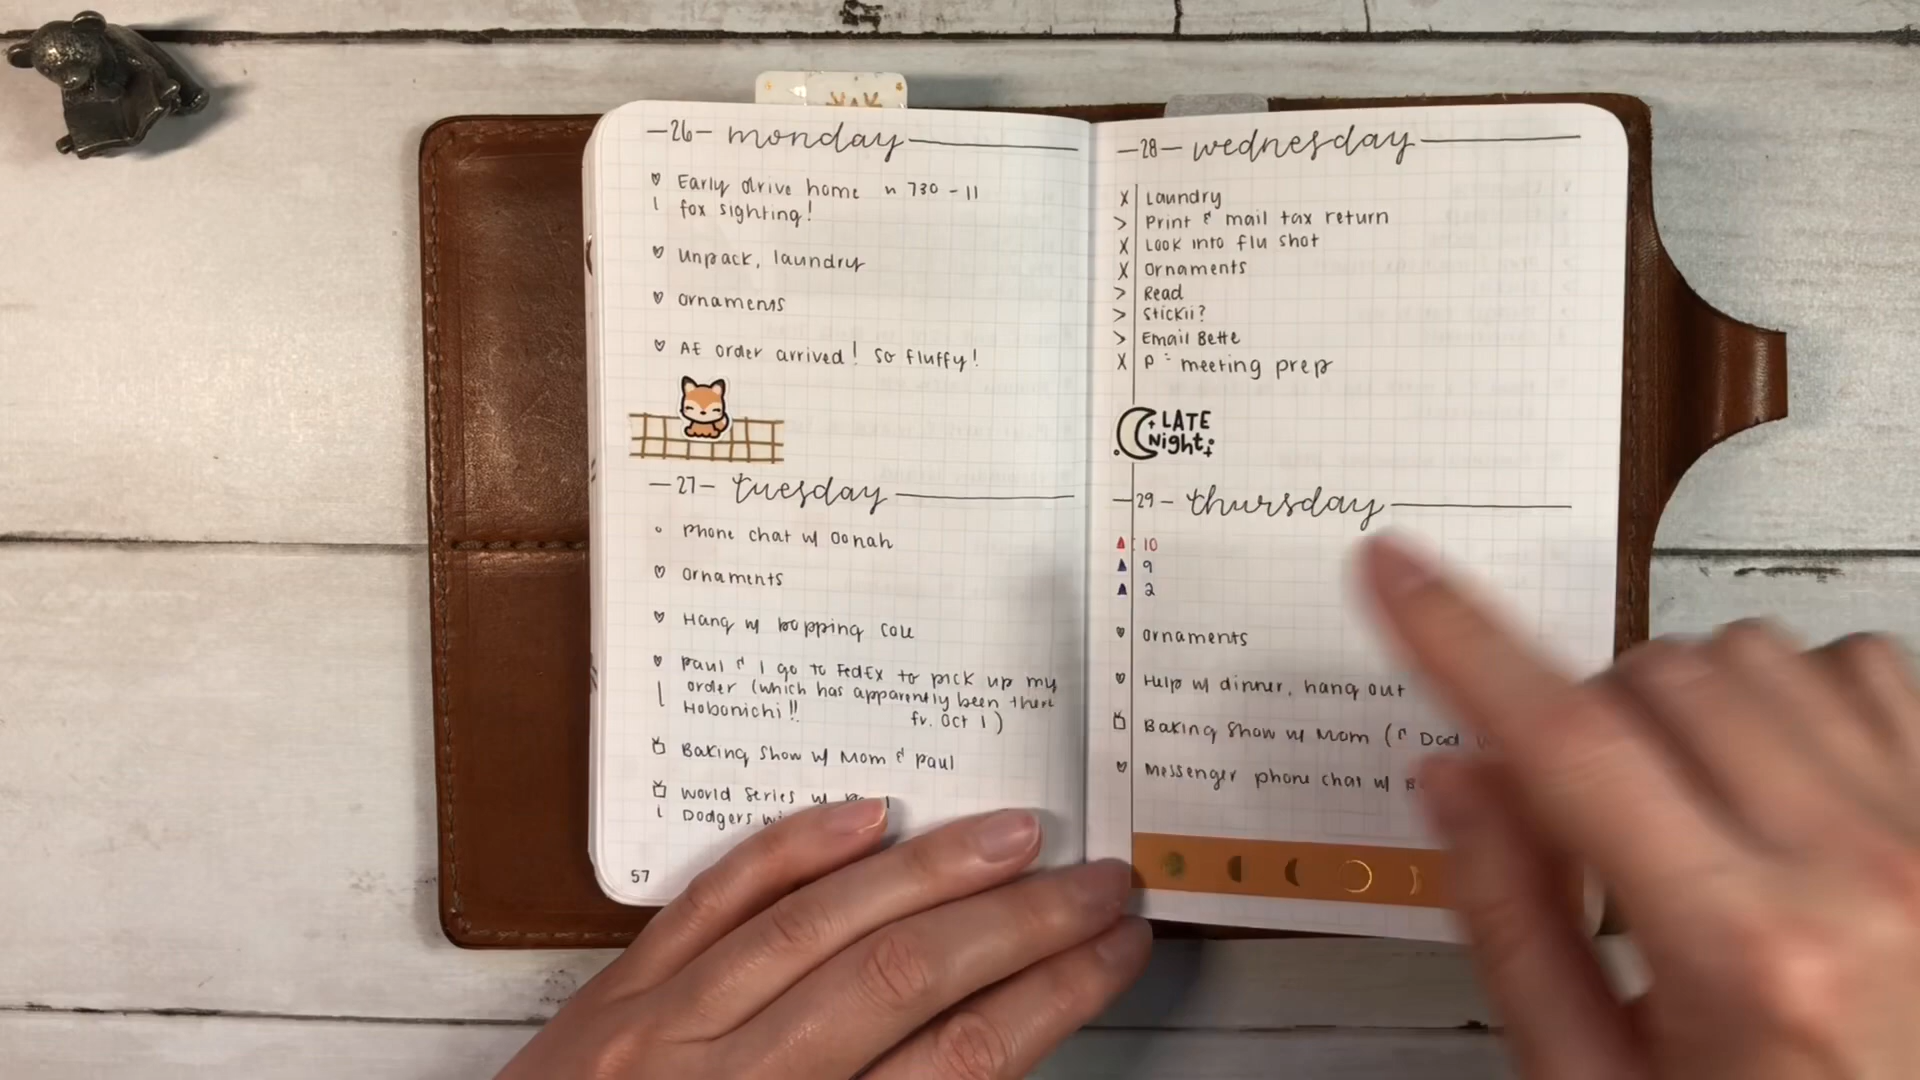 -26- monday
♡ Early drive home ~ 730 - 11
fox sighting!
♡ Unpack, laundry
♡ ornaments
♡ AE order arrived! So fluffy!
-27- tuesday
Phone chat w/ Oonah
♡ Ornaments
♡ Hang w/ bopping Cole
♡ Paul & I go to FedEx to pick up my
order (which has apparently been there
Hobonichi!! fr. Oct 1)
Baking Show w/ Mom & Paul
World Series w/
Dodgers
57
-28- wednesday
X Laundry
> Print & mail tax return
X Look into flu shot
X Ornaments
> Read
> Stickii?
> Email Bette
X P: meeting prep
LATE
Night
-29- thursday
10
9
2
♡ ornaments
♡ Help w/ dinner, hang out
Baking Show w/ Mom (& Dad
♡ Messenger phone chat w/